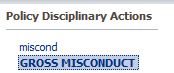 Policy Disciplinary Actions
miscond
GROSS MISCONDUCT